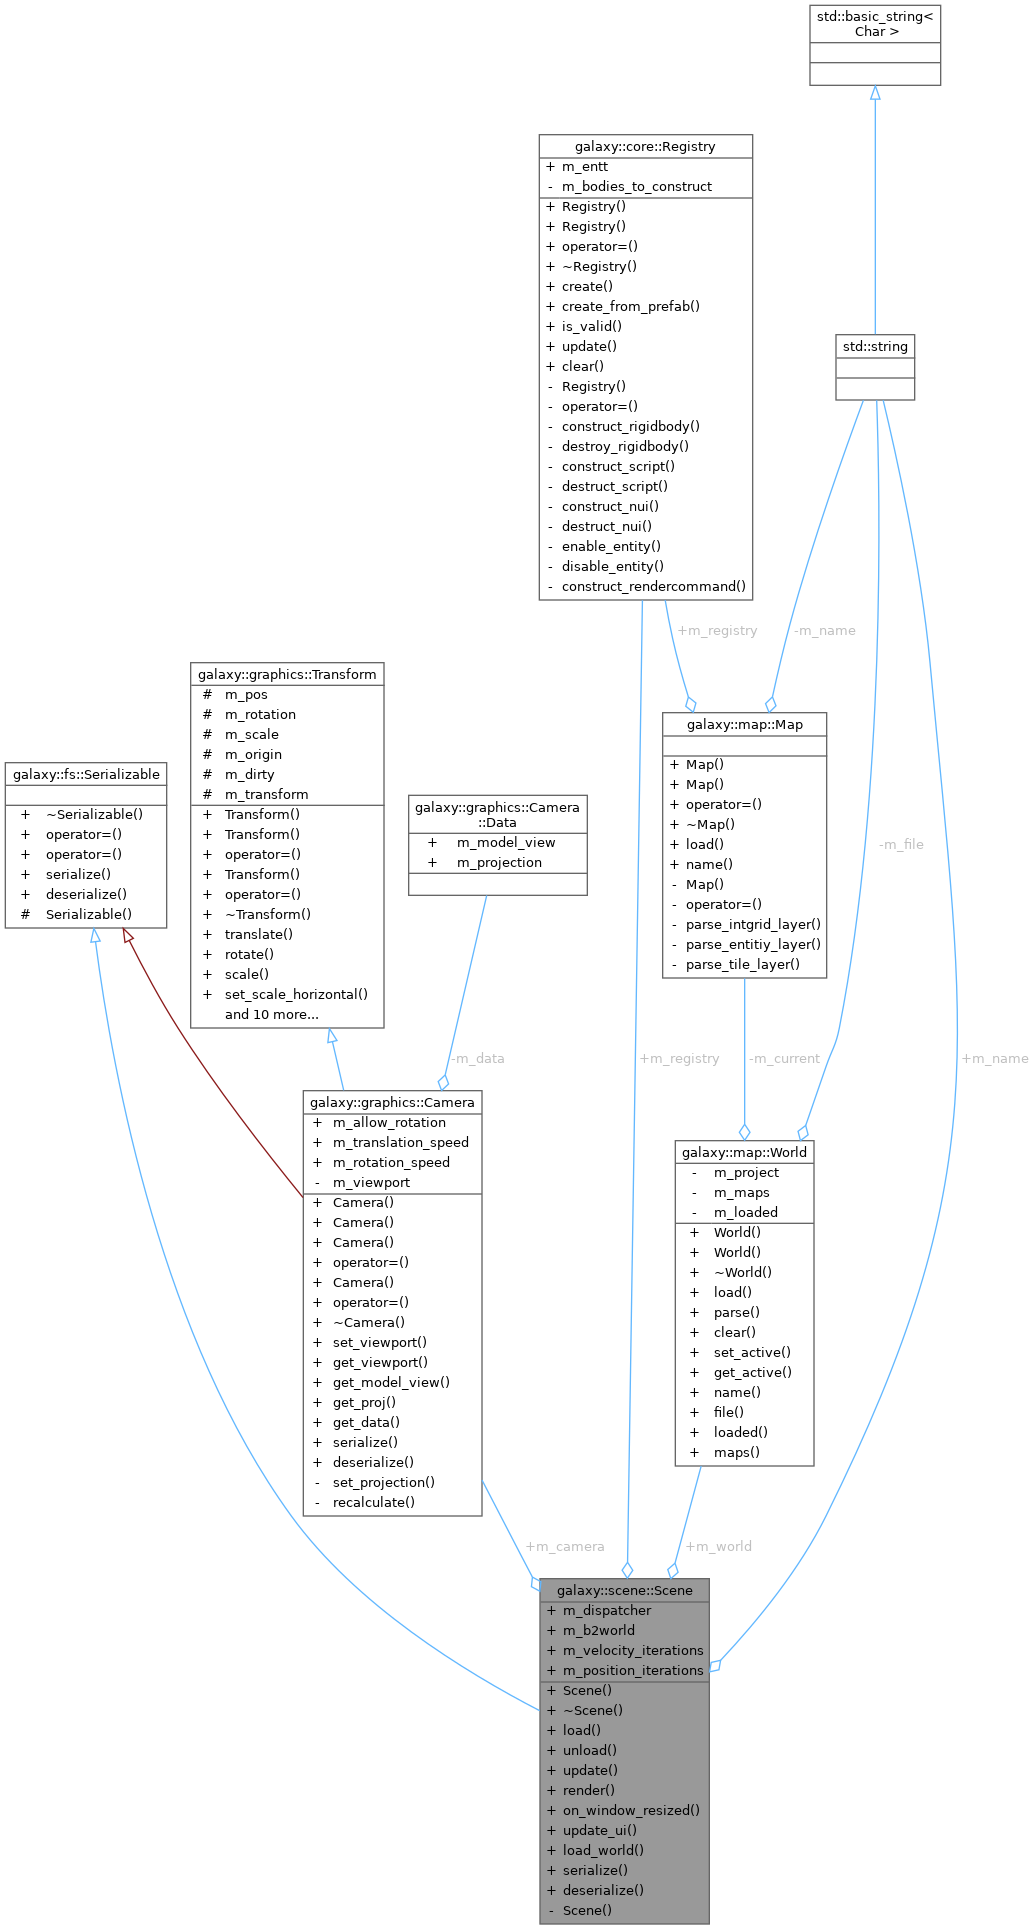 std::basic_string<
Char >
galaxy::core::Registry
+ m_entt
- m_bodies_to_construct
+ Registry()
+ Registry()
+ operator=()
+ ~Registry()
+ create()
+ create_from_prefab()
+ is_valid()
+ update()
+ clear()
- Registry()
- operator=()
- construct_rigidbody()
- destroy_rigidbody()
- construct_script()
- destruct_script()
- construct_nui()
- destruct_nui()
- enable_entity()
- disable_entity()
- construct_rendercommand()
std::string
+m_registry
-m_name
galaxy::graphics::Transform
# m_pos
# m_rotation
# m_scale
# m_origin
# m_dirty
# m_transform
+ Transform()
+ Transform()
+ operator=()
+ Transform()
+ operator=()
+ ~Transform()
+ translate()
+ rotate()
+ scale()
+ set_scale_horizontal()
and 10 more...
galaxy::map::Map
+ Map()
+ Map()
+ operator=()
+ ~Map()
+ load()
+ name()
- Map()
- operator=()
- parse_intgrid_layer()
- parse_entitiy_layer()
- parse_tile_layer()
galaxy::fs::Serializable
+ ~Serializable()
+ operator=()
+ operator=()
+ serialize()
+ deserialize()
# Serializable()
galaxy::graphics::Camera
::Data
+ m_model_view
+ m_projection
-m_file
-m_data
+m_registry
-m_current
+m_name
galaxy::graphics::Camera
+ m_allow_rotation
+ m_translation_speed
+ m_rotation_speed
- m_viewport
+ Camera()
+ Camera()
+ Camera()
+ operator=()
+ Camera()
+ operator=()
+ ~Camera()
+ set_viewport()
+ get_viewport()
+ get_model_view()
+ get_proj()
+ get_data()
+ serialize()
+ deserialize()
- set_projection()
- recalculate()
galaxy::map::World
- m_project
- m_maps
- m_loaded
+ World()
+ World()
+ ~World()
+ load()
+ parse()
+ clear()
+ set_active()
+ get_active()
+ name()
+ file()
+ loaded()
+ maps()
+m_camera
+m_world
galaxy::scene::Scene
+ m_dispatcher
+ m_b2world
+ m_velocity_iterations
+ m_position_iterations
+ Scene()
+ ~Scene()
+ load()
+ unload()
+ update()
+ render()
+ on_window_resized()
+ update_ui()
+ load_world()
+ serialize()
+ deserialize()
- Scene()